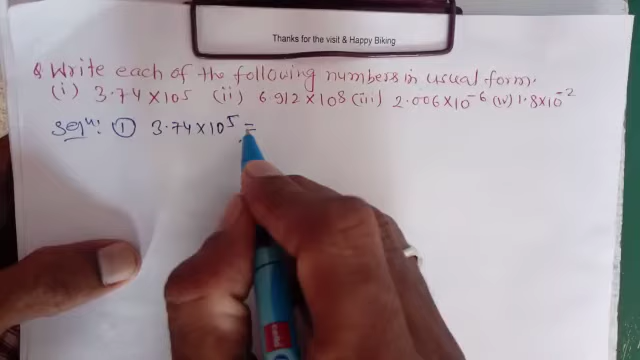 Thanks for the visit & Happy Biking
Q Write each of the following numbers in usual form.
(i) 3.74×10⁵ (ii) 6.912×10⁸ (iii) 2.006×10⁻⁶ (iv) 1.8×10⁻²
Solⁿ: ① 3.74×10⁵ =